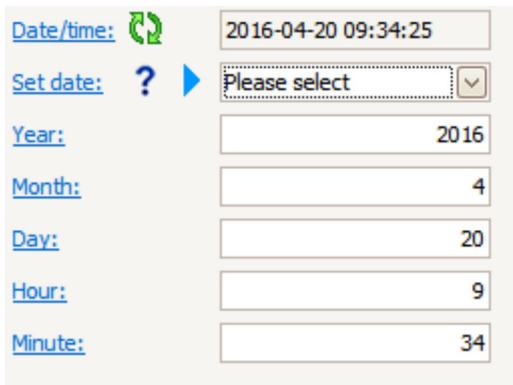 Date/time: 2016-04-20 09:34:25
Set date: ? Please select
Year: 2016
Month: 4
Day: 20
Hour: 9
Minute: 34